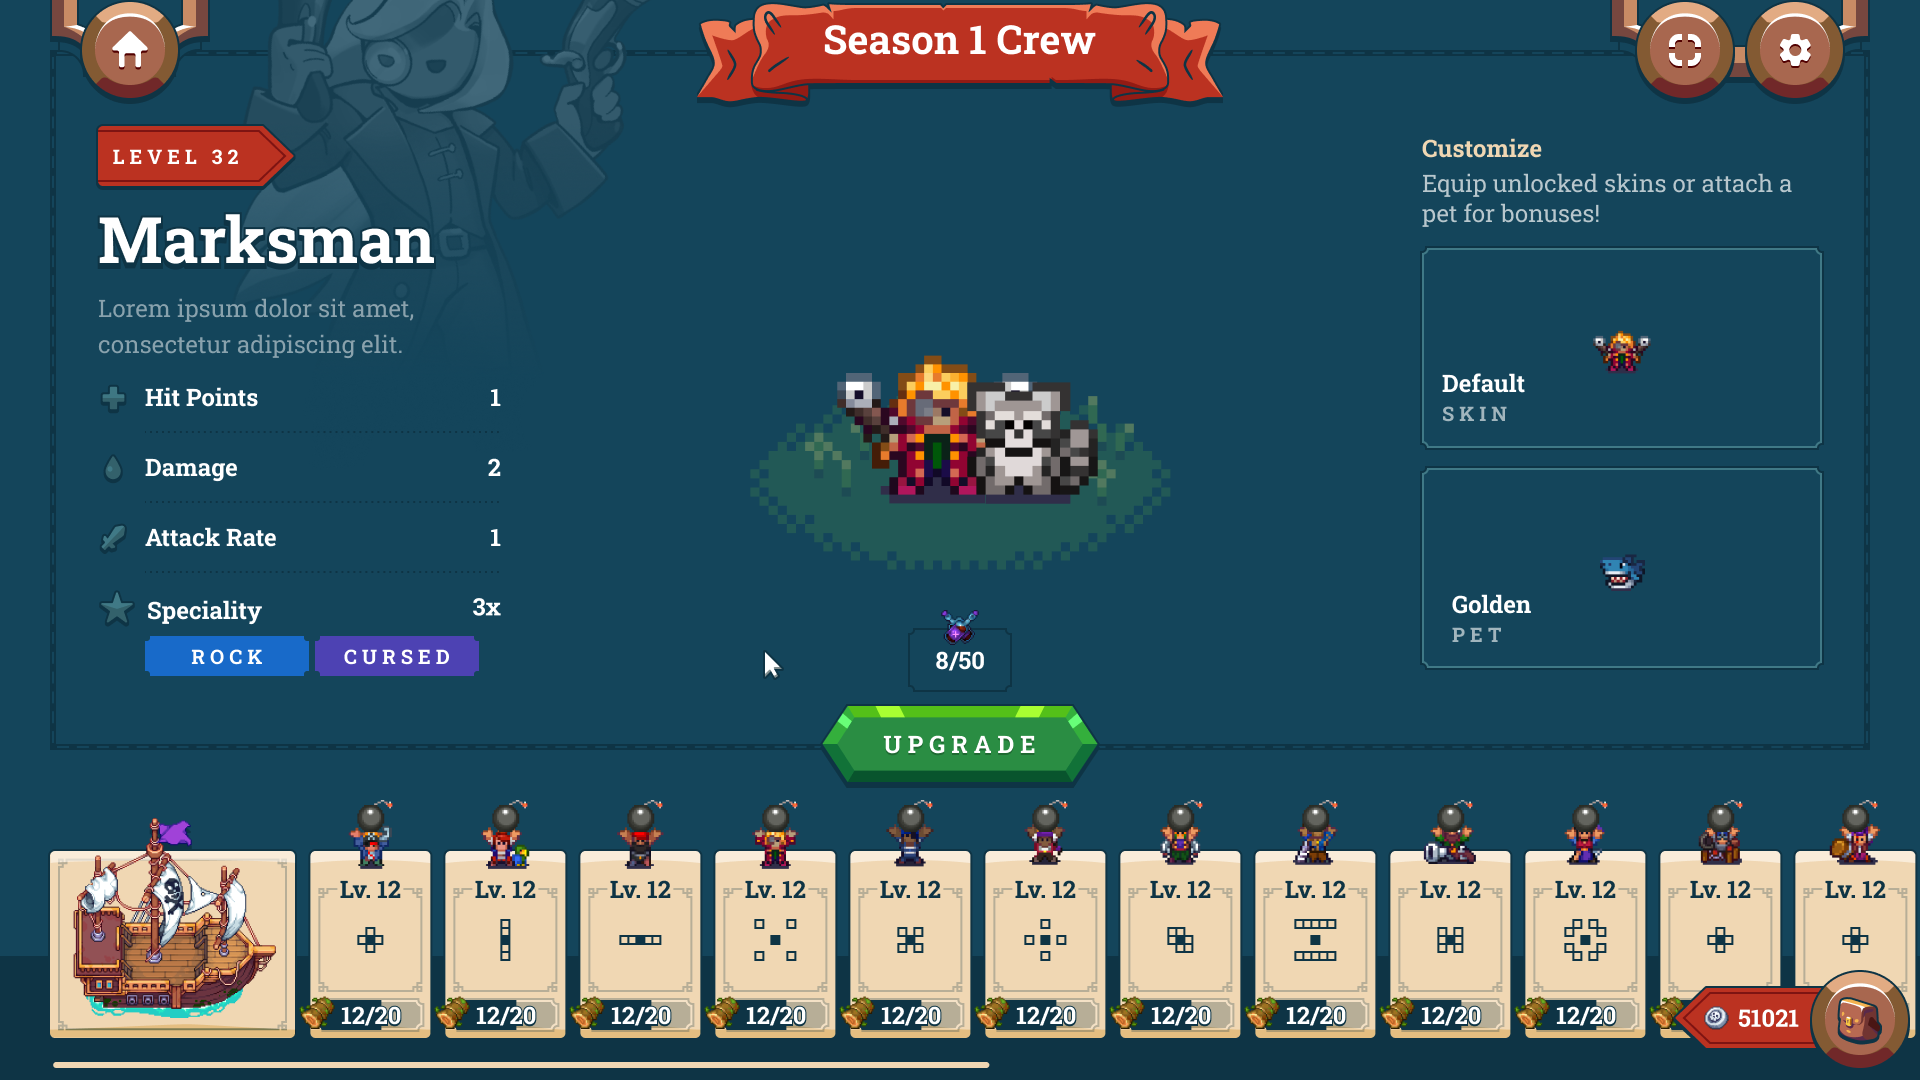 Season 1 Crew
LEVEL 32
Marksman
Lorem ipsum dolor sit amet,
consectetur adipiscing elit.
Hit Points 1
Damage 2
Attack Rate 1
Speciality 3x
ROCK CURSED
8/50
UPGRADE
Customize
Equip unlocked skins or attach a
pet for bonuses!
Default
SKIN
Golden
PET
Lv. 12 Lv. 12 Lv. 12 Lv. 12 Lv. 12 Lv. 12 Lv. 12 Lv. 12 Lv. 12 Lv. 12 Lv. 12 Lv. 12
12/20 12/20 12/20 12/20 12/20 12/20 12/20 12/20 12/20 12/20
51021